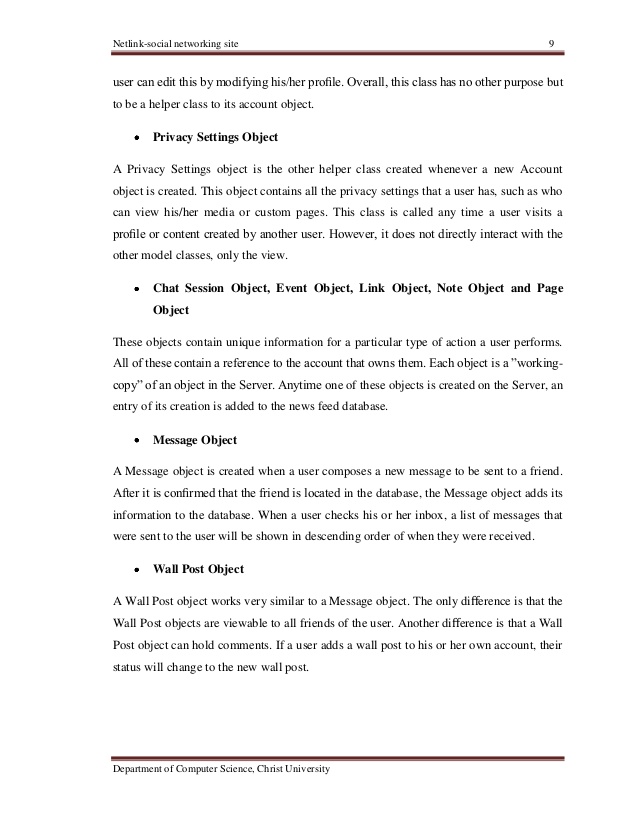 Netlink-social networking site 9
user can edit this by modifying his/her profile. Overall, this class has no other purpose but
to be a helper class to its account object.
• Privacy Settings Object
A Privacy Settings object is the other helper class created whenever a new Account
object is created. This object contains all the privacy settings that a user has, such as who
can view his/her media or custom pages. This class is called any time a user visits a
profile or content created by another user. However, it does not directly interact with the
other model classes, only the view.
• Chat Session Object, Event Object, Link Object, Note Object and Page
Object
These objects contain unique information for a particular type of action a user performs.
All of these contain a reference to the account that owns them. Each object is a ”working-
copy” of an object in the Server. Anytime one of these objects is created on the Server, an
entry of its creation is added to the news feed database.
• Message Object
A Message object is created when a user composes a new message to be sent to a friend.
After it is confirmed that the friend is located in the database, the Message object adds its
information to the database. When a user checks his or her inbox, a list of messages that
were sent to the user will be shown in descending order of when they were received.
• Wall Post Object
A Wall Post object works very similar to a Message object. The only difference is that the
Wall Post objects are viewable to all friends of the user. Another difference is that a Wall
Post object can hold comments. If a user adds a wall post to his or her own account, their
status will change to the new wall post.
Department of Computer Science, Christ University